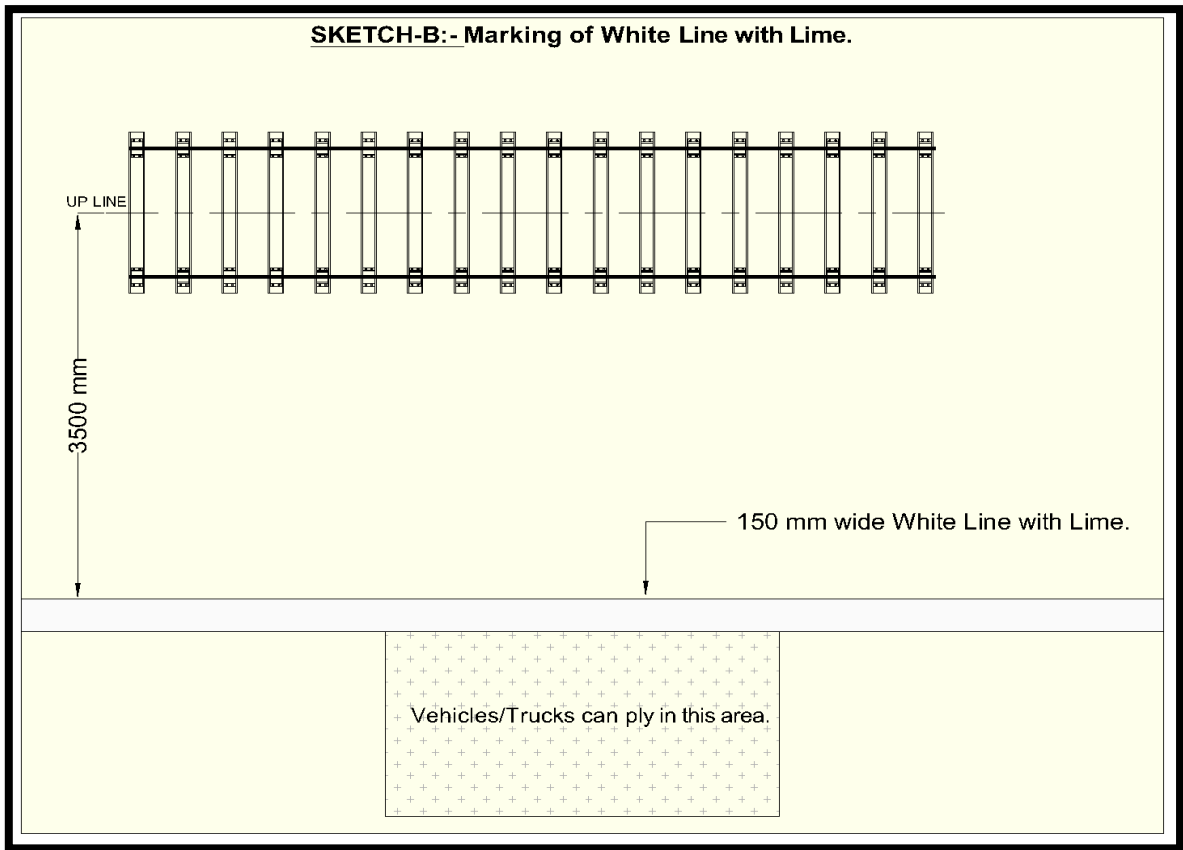 SKETCH-B:- Marking of White Line with Lime.
UP LINE
3500 mm
150 mm wide White Line with Lime.
Vehicles/Trucks can ply in this area.